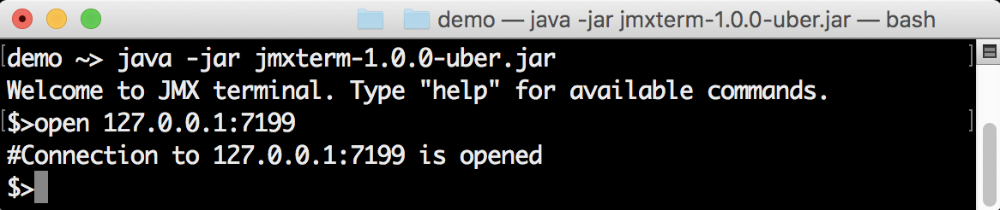 demo — java -jar jmxterm-1.0.0-uber.jar — bash
demo ~> java -jar jmxterm-1.0.0-uber.jar
Welcome to JMX terminal. Type "help" for available commands.
$>open 127.0.0.1:7199
#Connection to 127.0.0.1:7199 is opened
$>